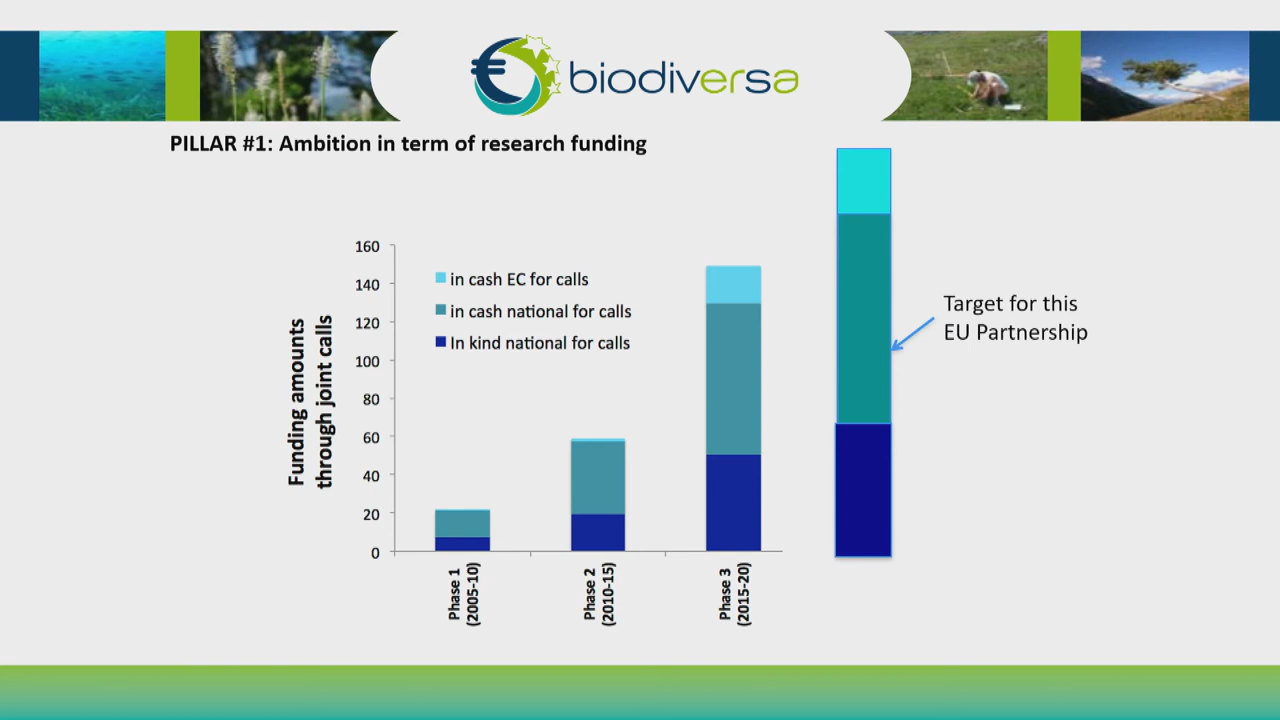 biodiversa
PILLAR #1: Ambition in term of research funding
160
140
120
100
80
60
40
20
0
Funding amounts
through joint calls
in cash EC for calls
in cash national for calls
In kind national for calls
Phase 1
(2005-10)
Phase 2
(2010-15)
Phase 3
(2015-20)
Target for this
EU Partnership